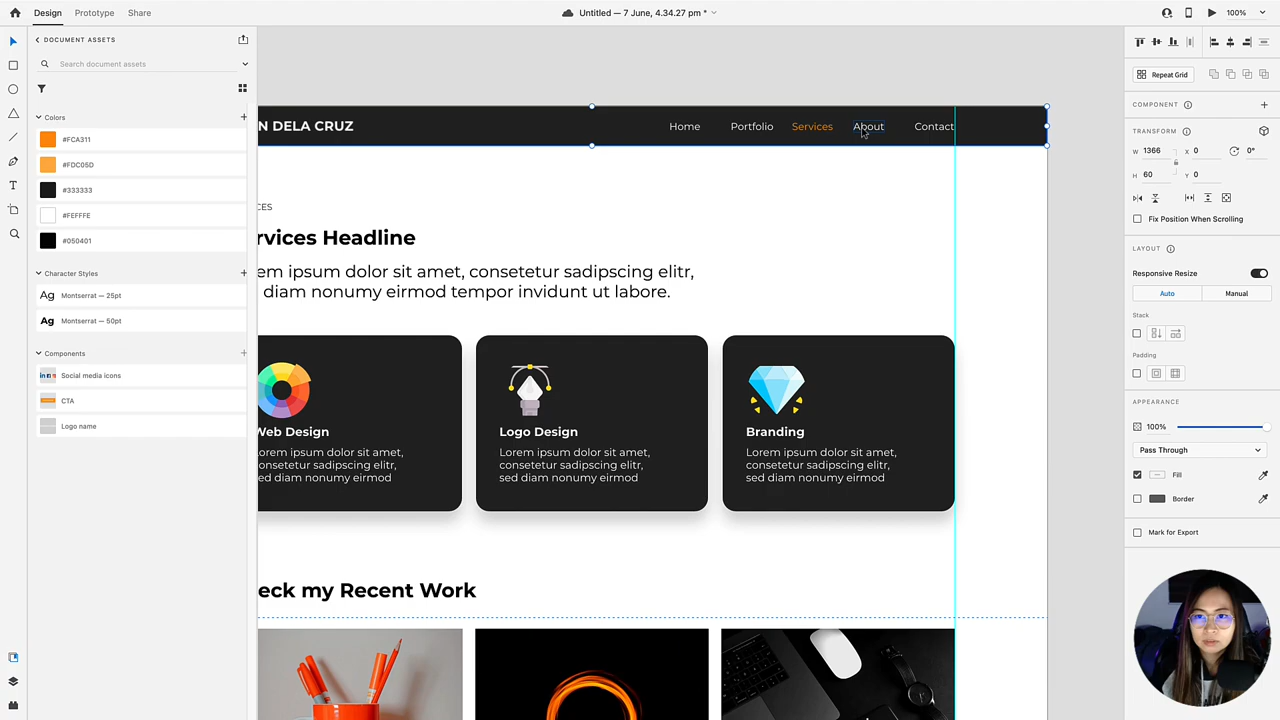 Design
Prototype
Share
Untitled — 7 June, 4.34.27 pm *
100%
DOCUMENT ASSETS
Search document assets
Colors
#FCA311
#FDC05D
#333333
#FEFFFE
#050401
Character Styles
Ag Montserrat — 25pt
Ag Montserrat — 50pt
Components
Social media icons
CTA
Logo name
N DELA CRUZ
Home
Portfolio
Services
About
Contact
CES
rvices Headline
em ipsum dolor sit amet, consetetur sadipscing elitr,
diam nonumy eirmod tempor invidunt ut labore.
Web Design
orem ipsum dolor sit amet,
consetetur sadipscing elitr,
sed diam nonumy eirmod
Logo Design
Lorem ipsum dolor sit amet,
consetetur sadipscing elitr,
sed diam nonumy eirmod
Branding
Lorem ipsum dolor sit amet,
consetetur sadipscing elitr,
sed diam nonumy eirmod
eck my Recent Work
Repeat Grid
COMPONENT
TRANSFORM
W 1366 X 0 0°
H 60 Y 0
Fix Position When Scrolling
LAYOUT
Responsive Resize
Auto
Manual
Stack
Padding
APPEARANCE
100%
Pass Through
Fill
Border
Mark for Export